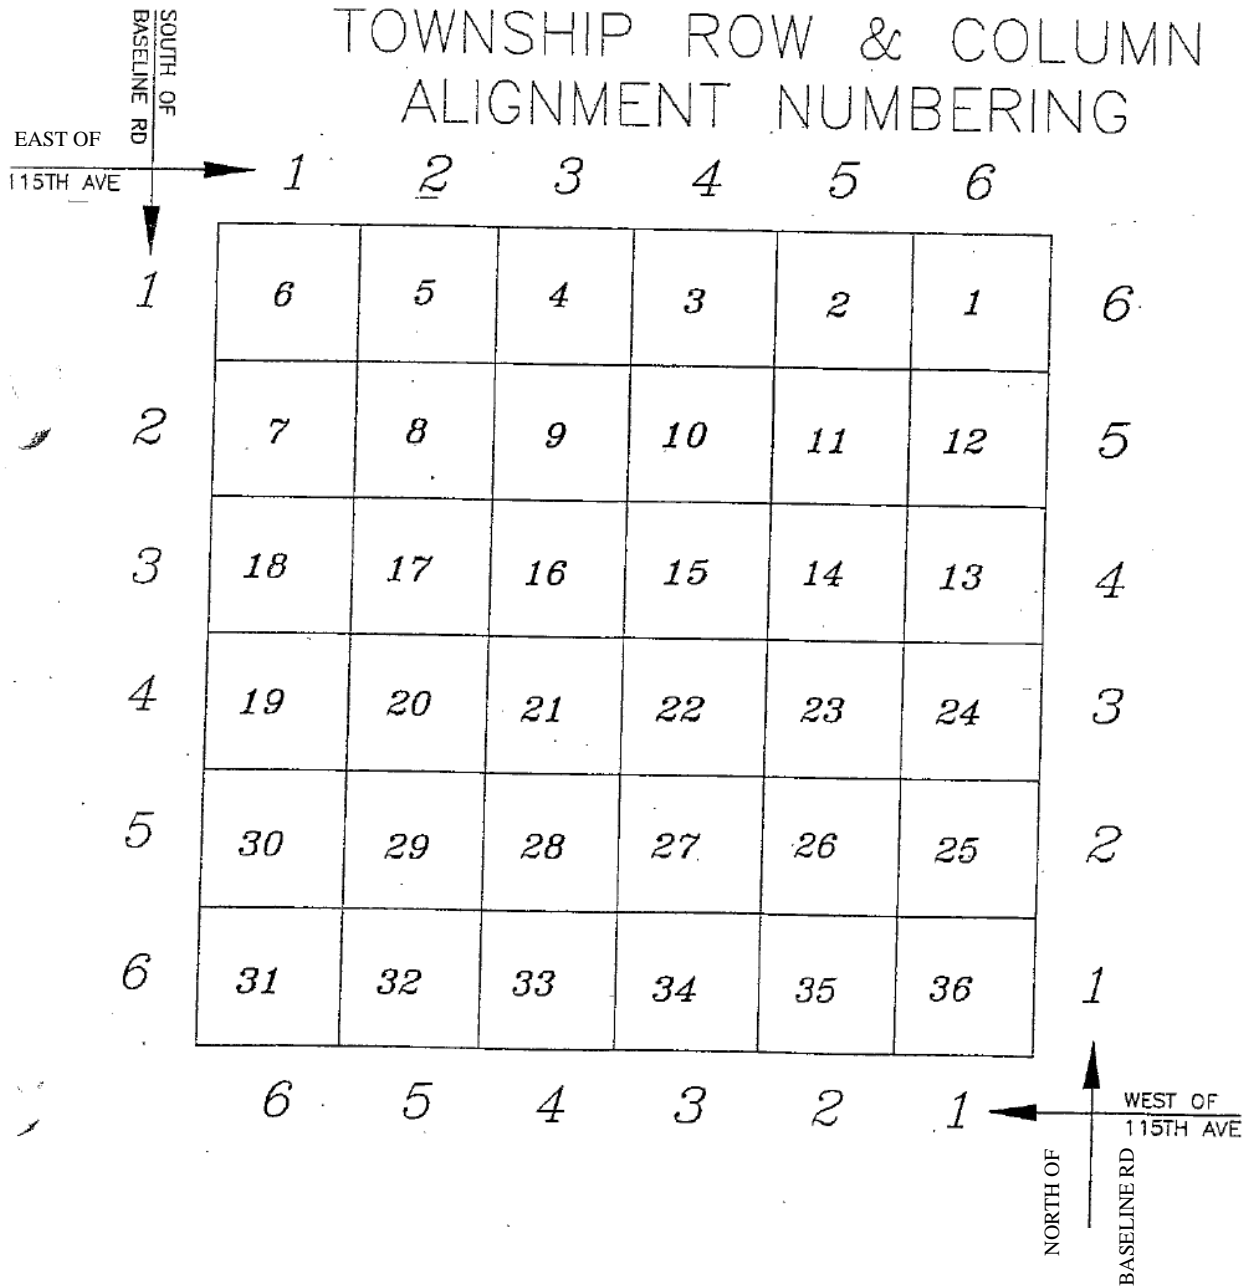 TOWNSHIP ROW & COLUMN
ALIGNMENT NUMBERING
SOUTH OF
BASELINE RD
EAST OF
115TH AVE
1 2 3 4 5 6
1 6 5 4 3 2 1 6
2 7 8 9 10 11 12 5
3 18 17 16 15 14 13 4
4 19 20 21 22 23 24 3
5 30 29 28 27 26 25 2
6 31 32 33 34 35 36 1
6 5 4 3 2 1
WEST OF
115TH AVE
NORTH OF
BASELINE RD